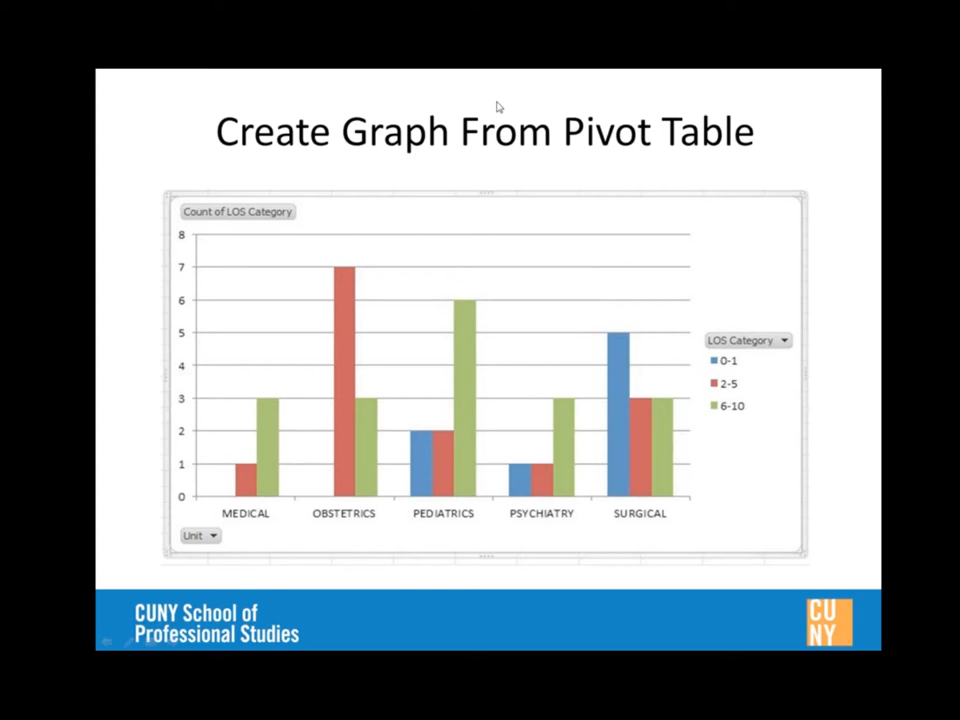 Create Graph From Pivot Table
Count of LOS Category
8
7
6
5
4
3
2
1
0
MEDICAL OBSTETRICS PEDIATRICS PSYCHIATRY SURGICAL
LOS Category
0-1
2-5
6-10
Unit
CUNY School of
Professional Studies
CU
NY